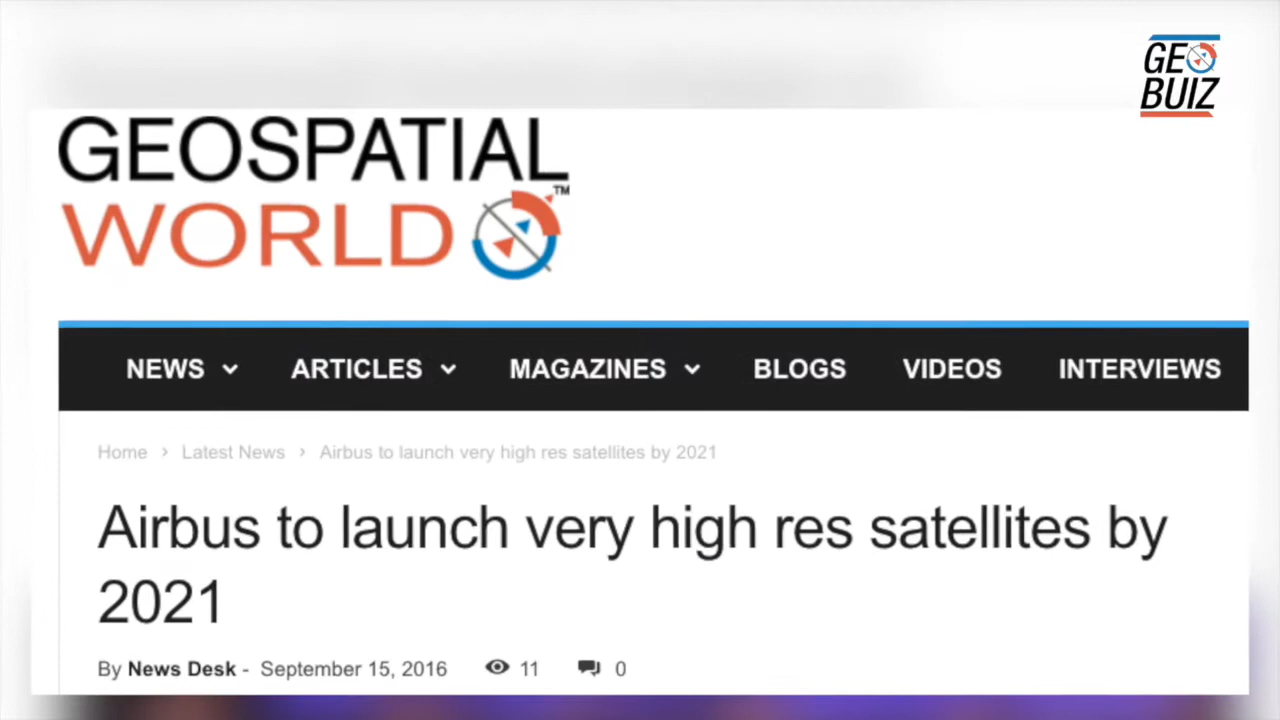 GEO
BUIZ
GEOSPATIAL
WORLD TM
NEWS ARTICLES MAGAZINES BLOGS VIDEOS INTERVIEWS
Home › Latest News › Airbus to launch very high res satellites by 2021
Airbus to launch very high res satellites by
2021
By News Desk - September 15, 2016 11 0